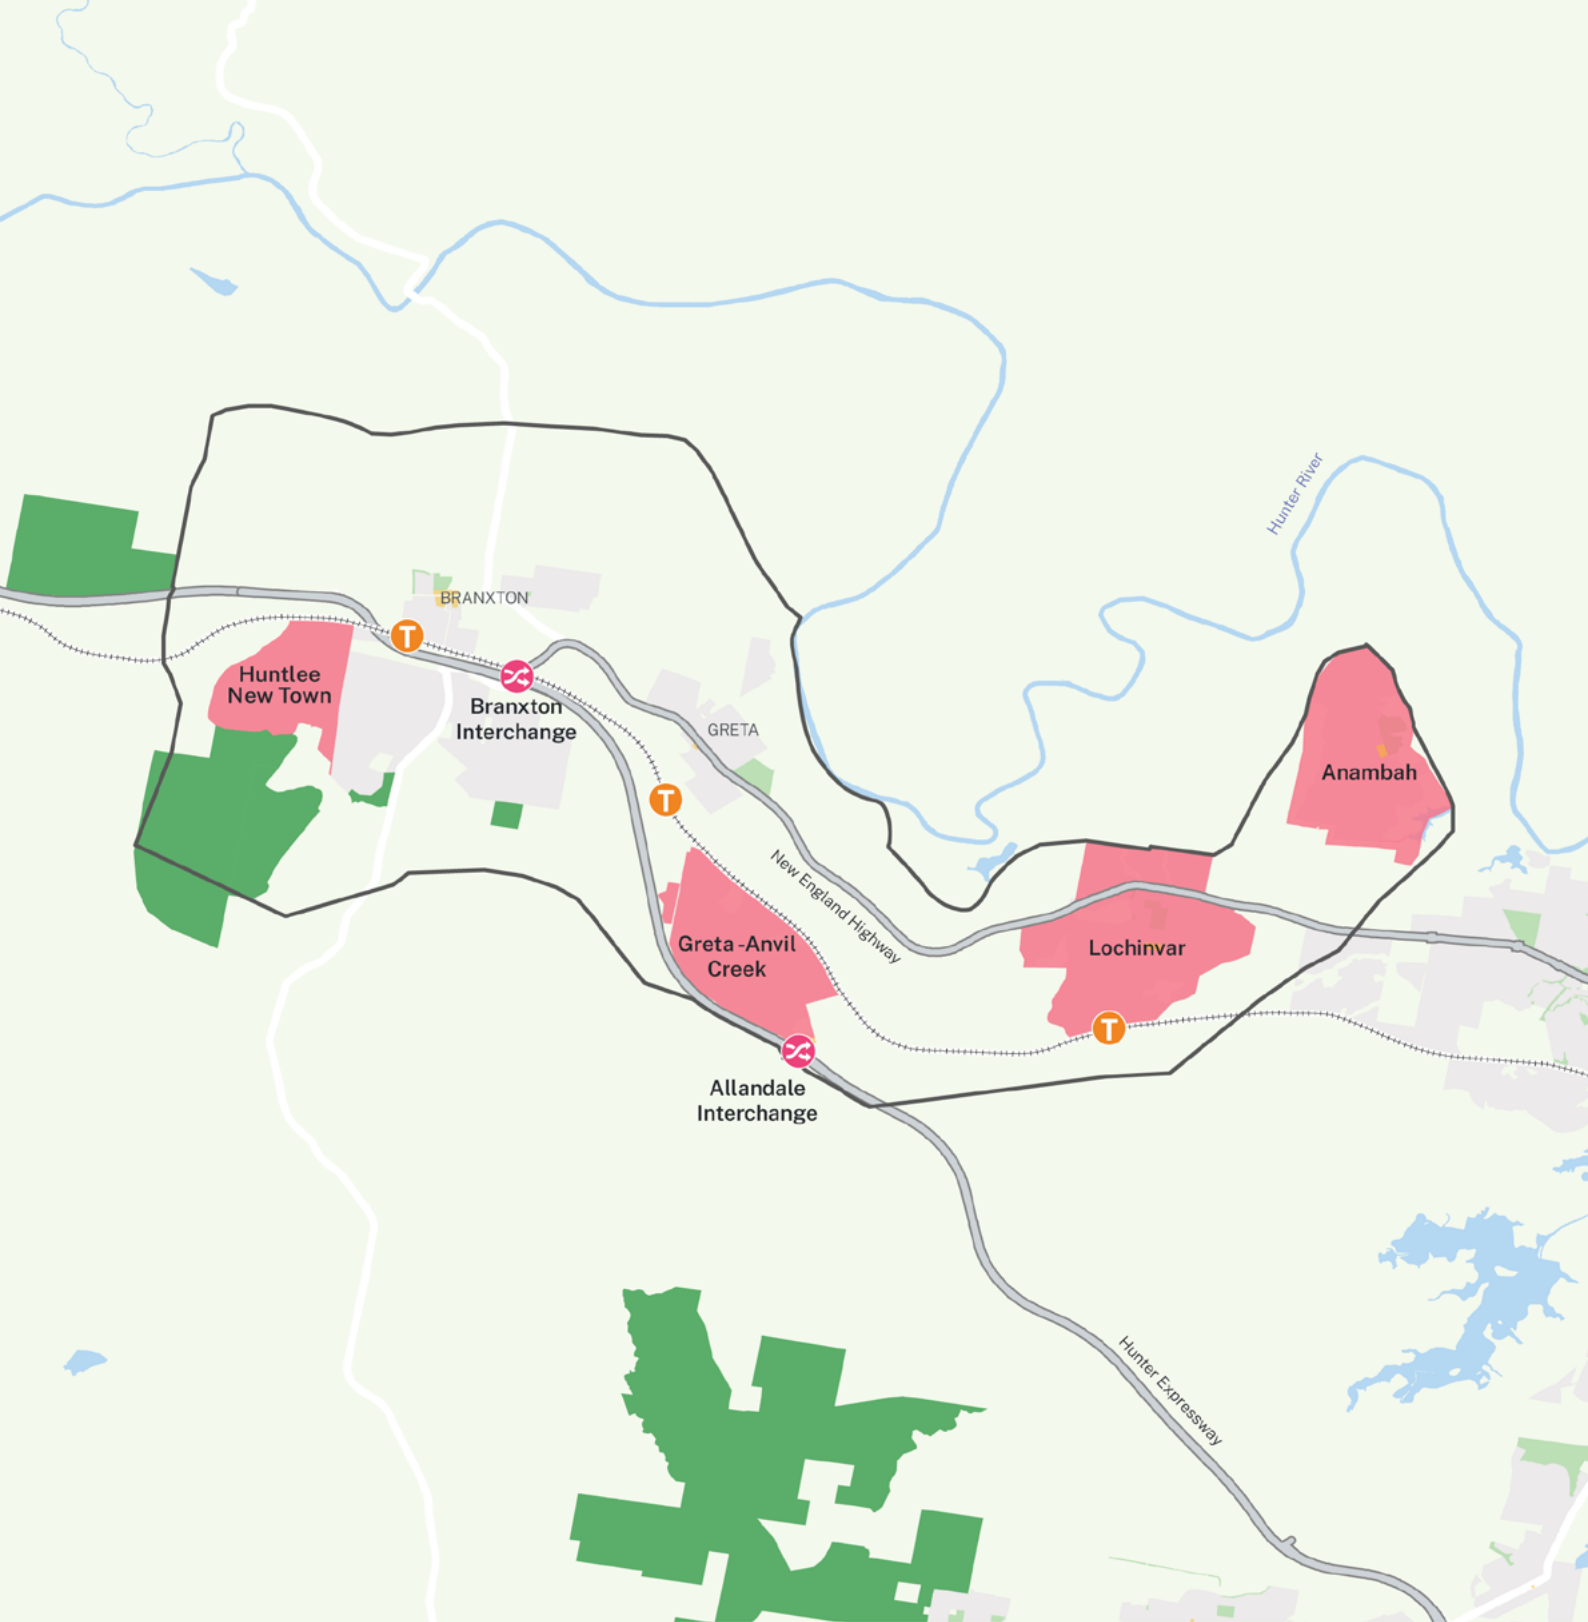 Hunter River
BRANXTON
T
Huntlee
New Town
Branxton
Interchange
GRETA
Anambah
T
New England Highway
Greta -Anvil
Creek
Lochinvar
T
Allandale
Interchange
Hunter Expressway